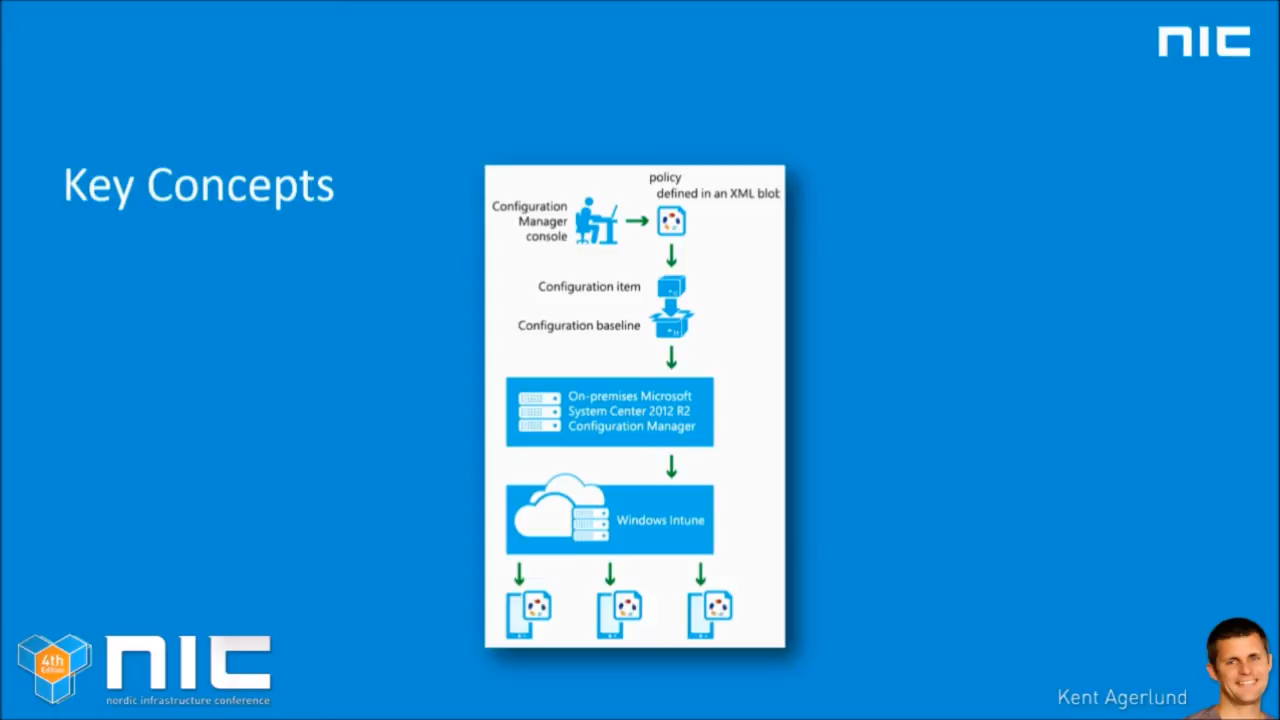 NIC
Key Concepts
policy
defined in an XML blob
Configuration
Manager
console
Configuration item
Configuration baseline
On-premises Microsoft
System Center 2012 R2
Configuration Manager
Windows Intune
4th
Edition
NIC
nordic infrastructure conference
Kent Agerlund